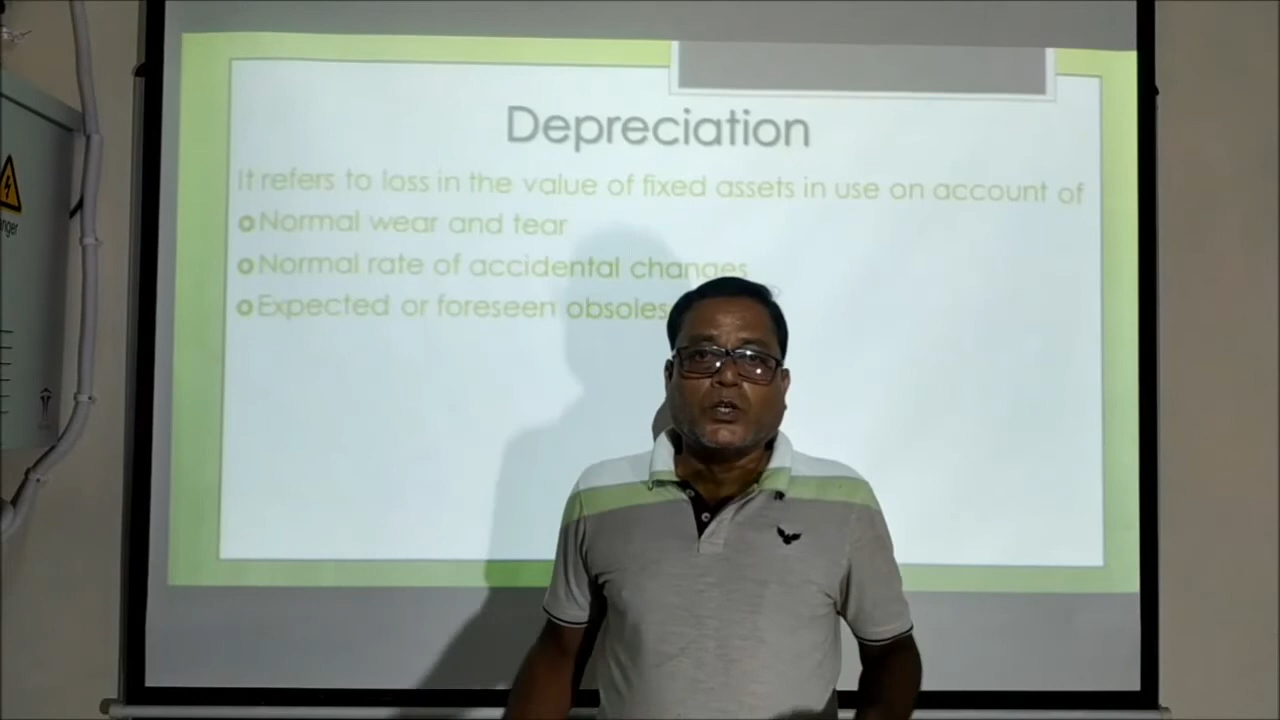 Depreciation
It refers to loss in the value of fixed assets in use on account of
Normal wear and tear
Normal rate of accidental changes
Expected or foreseen